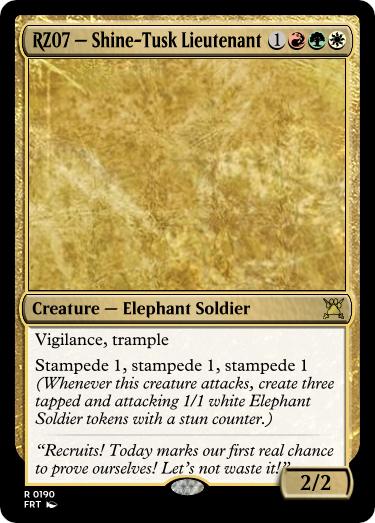 RZ07 – Shine-Tusk Lieutenant 1
Creature — Elephant Soldier
Vigilance, trample
Stampede 1, stampede 1, stampede 1
(Whenever this creature attacks, create three
tapped and attacking 1/1 white Elephant
Soldier tokens with a stun counter.)
“Recruits! Today marks our first real chance
to prove ourselves! Let’s not waste it!”
2/2
R 0190
FRT